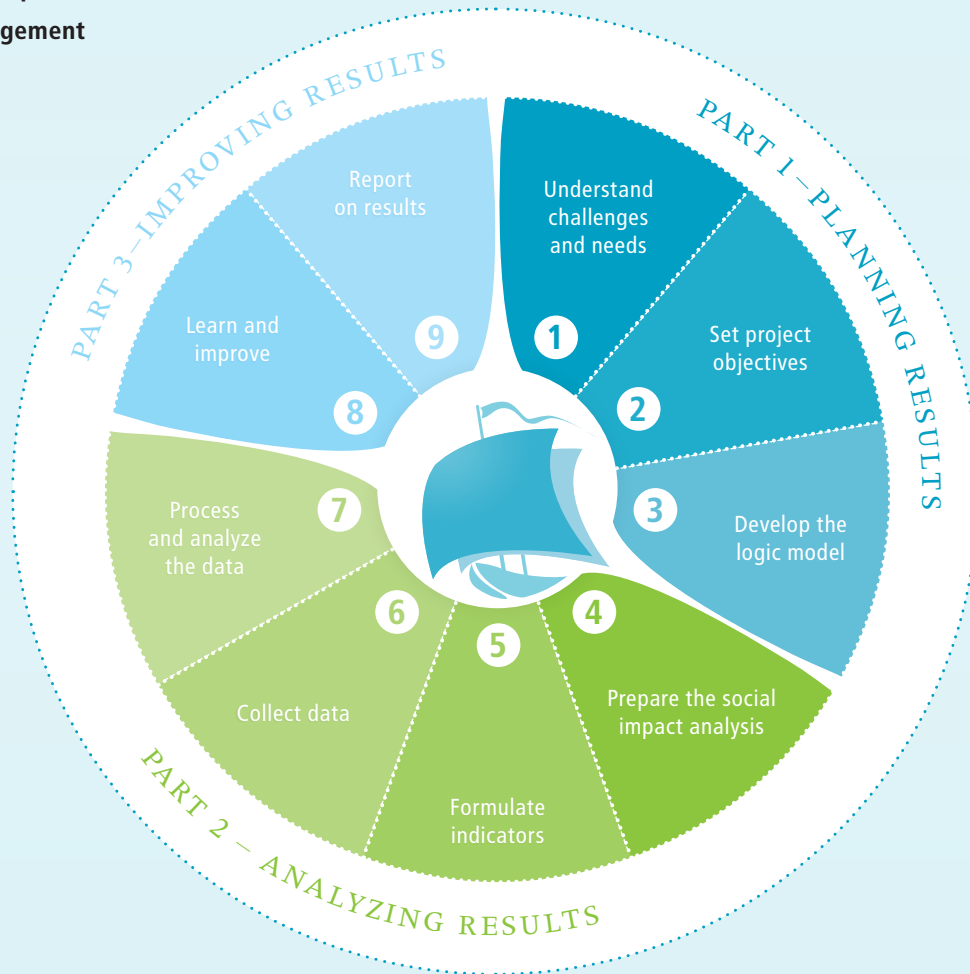 gement
PART 1 – PLANNING RESULTS
1
Understand
challenges
and needs
2
Set project
objectives
3
Develop the
logic model
PART 2 – ANALYZING RESULTS
4
Prepare the social
impact analysis
5
Formulate
indicators
6
Collect data
7
Process
and analyze
the data
PART 3 – IMPROVING RESULTS
8
Learn and
improve
9
Report
on results